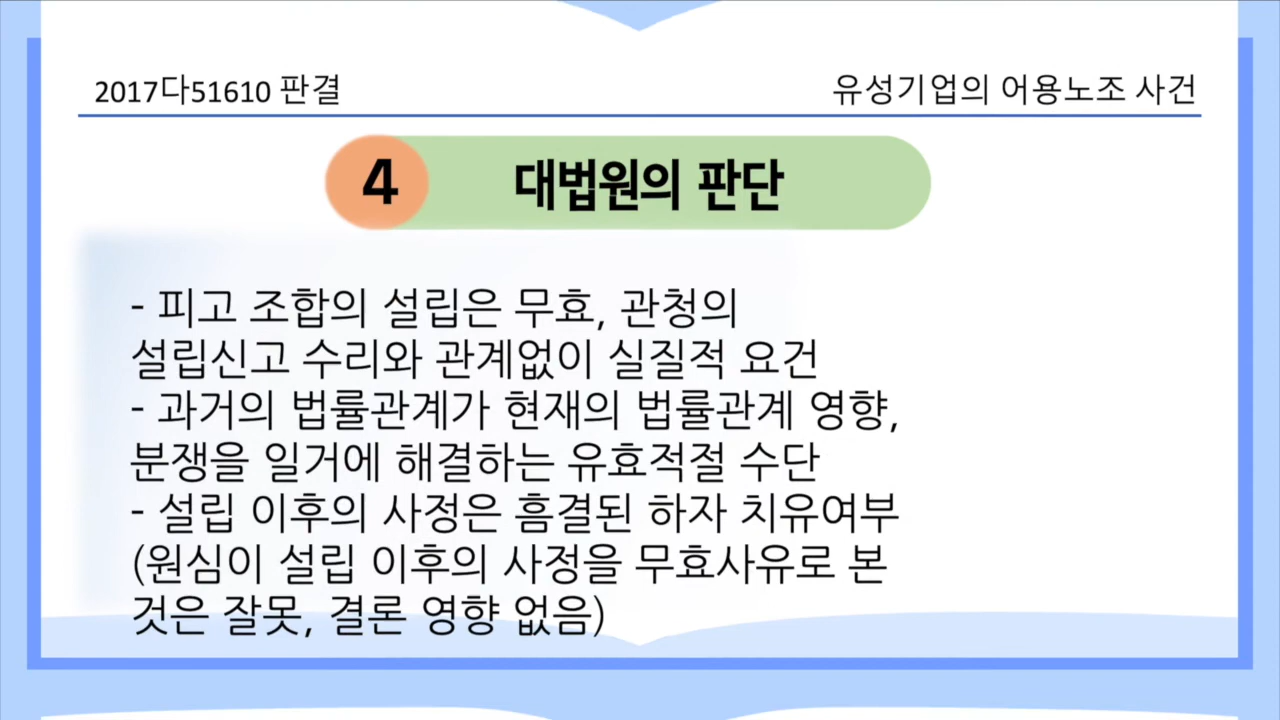 2017다51610 판결
유성기업의 어용노조 사건
4
대법원의 판단
- 피고 조합의 설립은 무효, 관청의
설립신고 수리와 관계없이 실질적 요건
- 과거의 법률관계가 현재의 법률관계 영향,
분쟁을 일거에 해결하는 유효적절 수단
- 설립 이후의 사정은 흠결된 하자 치유여부
(원심이 설립 이후의 사정을 무효사유로 본
것은 잘못, 결론 영향 없음)